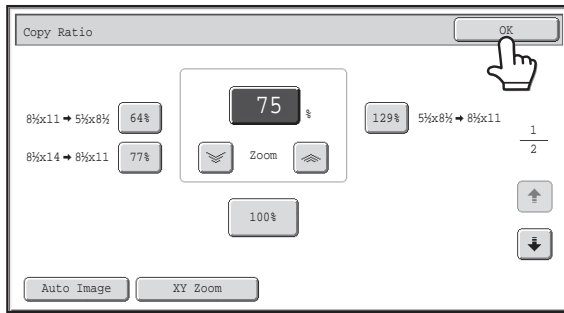 Copy Ratio
OK
75 %
8½x11 ➡ 5½x8½ 64%
129% 5½x8½ ➡ 8½x11
1
2
8½x14 ➡ 8½x11 77%
Zoom
100%
Auto Image
XY Zoom